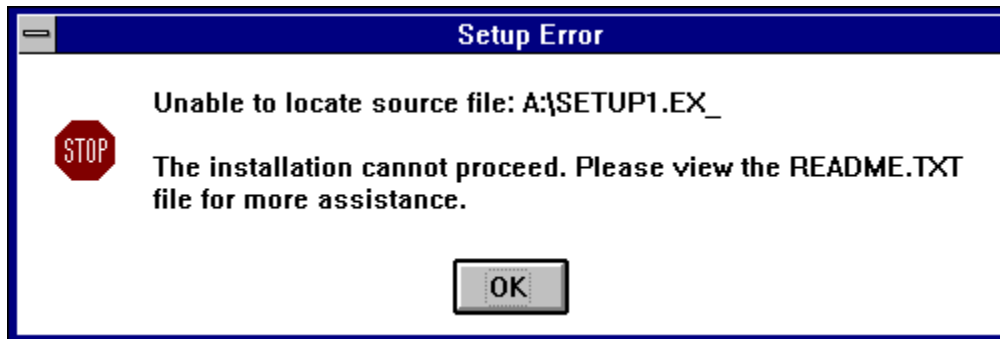 Setup Error
Unable to locate source file: A:\SETUP1.EX_
STOP
The installation cannot proceed. Please view the README.TXT
file for more assistance.
OK